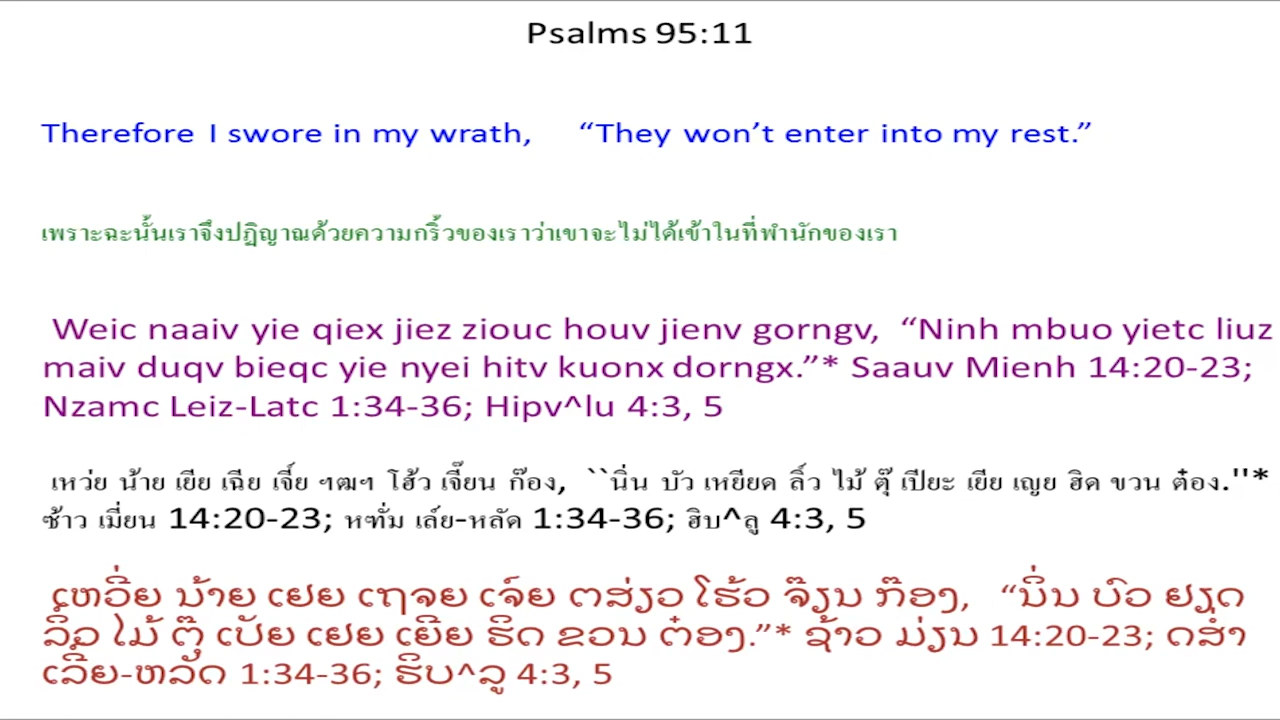 Psalms 95:11
Therefore I swore in my wrath, “They won’t enter into my rest.”
เพราะฉะนั้นเราจึงปฏิญาณด้วยความกริ้วของเราว่าเขาจะไม่ได้เข้าในที่พำนักของเรา
Weic naaiv yie qiex jiez ziouc houv jienv gorngv, “Ninh mbuo yietc liuz
maiv duqv bieqc yie nyei hitv kuonx dorngx.”* Saauv Mienh 14:20-23;
Nzamc Leiz-Latc 1:34-36; Hipv^lu 4:3, 5
เหว่ย น้าย เยีย เฉีย เจี์ย ฯฒฯ โฮ้ว เจี๊ยน ก๊อง, ``นิ่น บัว เหยียค ลิ์ว ไม้ ตุ๊ เปียะ เยีย เญย ฮิด ขวน ต๋อง.''*
ซ้าว เมี่ยน 14:20-23; หฑั่ม เล์ย-หลัด 1:34-36; ฮิบ^ลู 4:3, 5
ເຫວີ່ຍ ນ້າຍ ເຢຍ ເຖຈຍ ເຈ໌ຍ ຕສ່ຽວ ໂຮ້ວ ຈ໊ຽນ ກ໊ອງ, “ນິ່ນ ບົວ ຢຽດ
ລິ໌ວ ໄມ້ ຕຸ໊ ເປັຍ ເຢຍ ເຍີຍ ຮິດ ຂວນ ຕ໋ອງ.”* ຊ້າວ ມ່ຽນ 14:20-23; ດສ່ຳ
ເລີ໌ຍ-ຫລັດ 1:34-36; ຮິບ^ລູ 4:3, 5